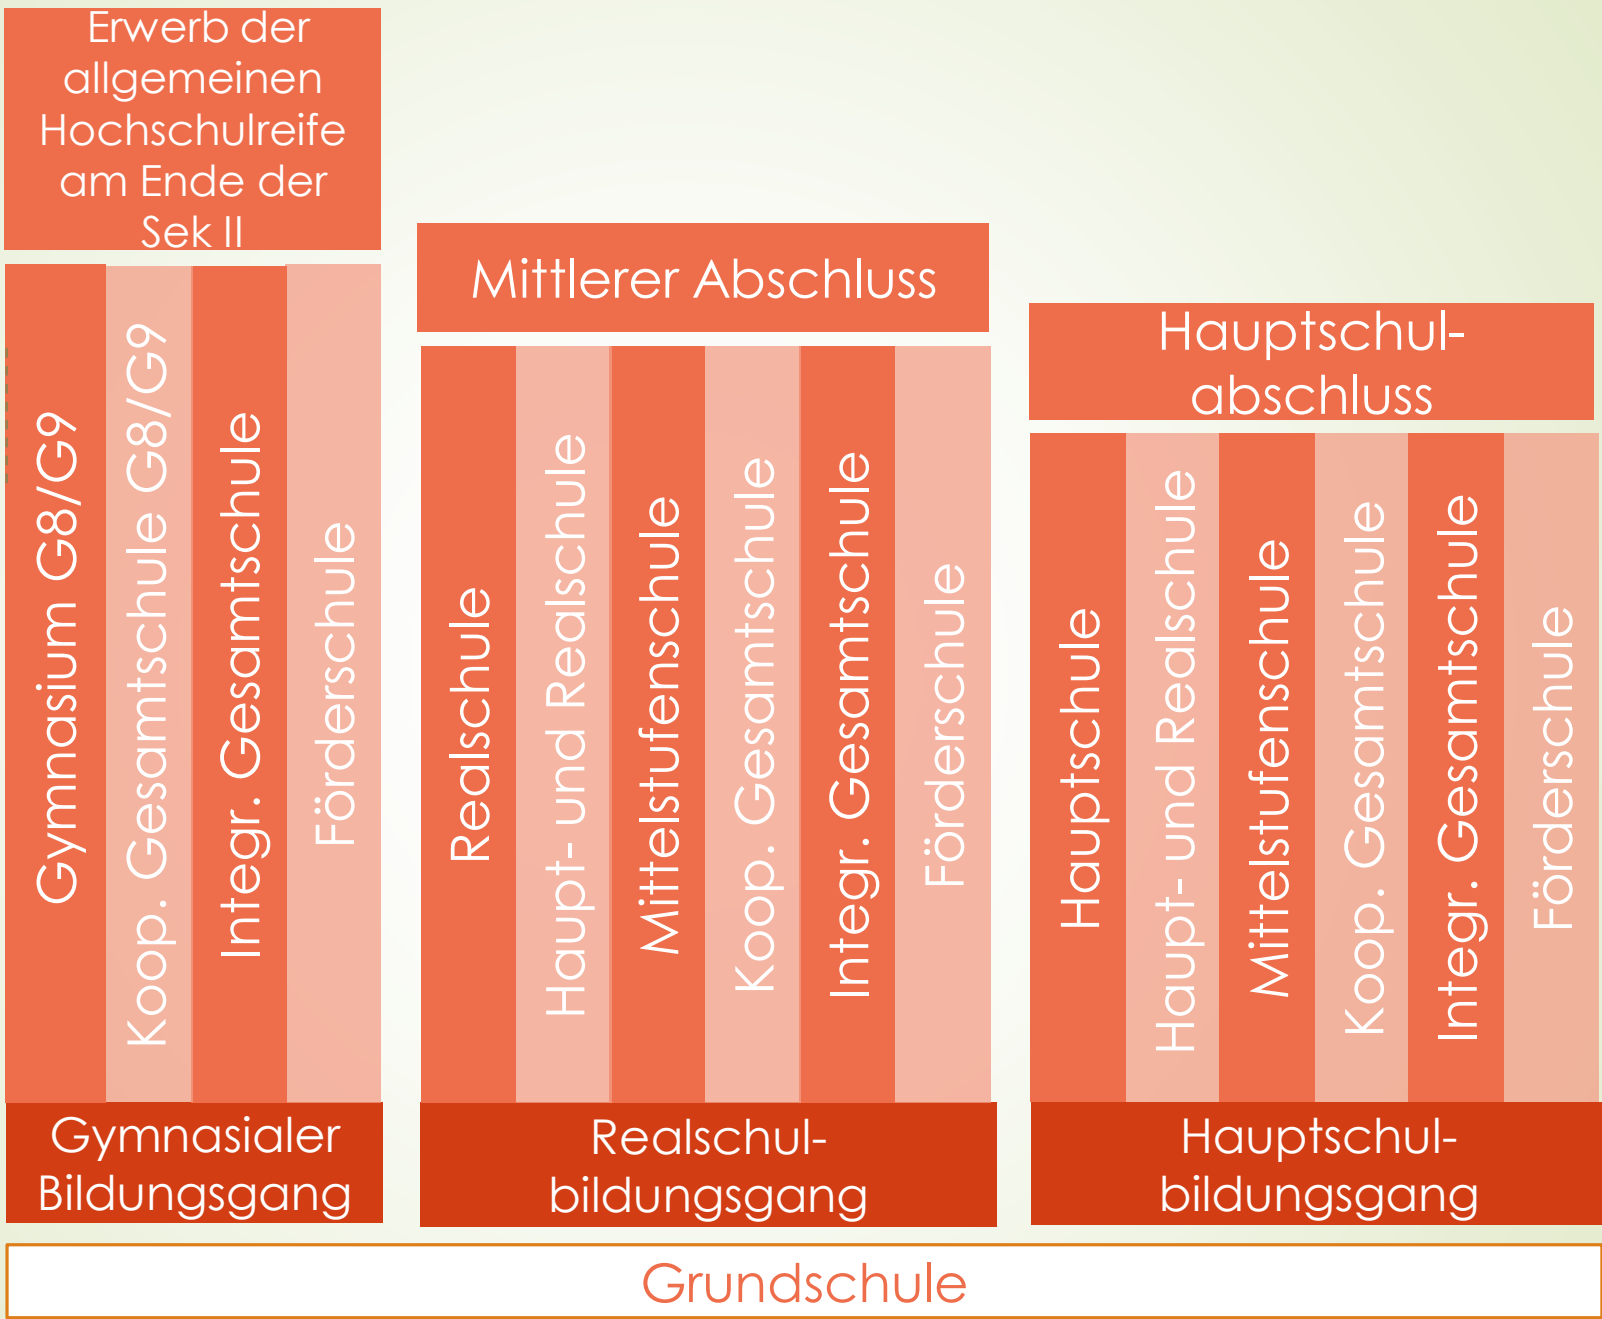 Erwerb der
allgemeinen
Hochschulreife
am Ende der
Sek II
Gymnasium G8/G9
Koop. Gesamtschule G8/G9
Integr. Gesamtschule
Förderschule
Gymnasialer
Bildungsgang
Mittlerer Abschluss
Realschule
Haupt- und Realschule
Mittelstufenschule
Koop. Gesamtschule
Integr. Gesamtschule
Förderschule
Realschul-
bildungsgang
Hauptschul-
abschluss
Hauptschule
Haupt- und Realschule
Mittelstufenschule
Koop. Gesamtschule
Integr. Gesamtschule
Förderschule
Hauptschul-
bildungsgang
Grundschule